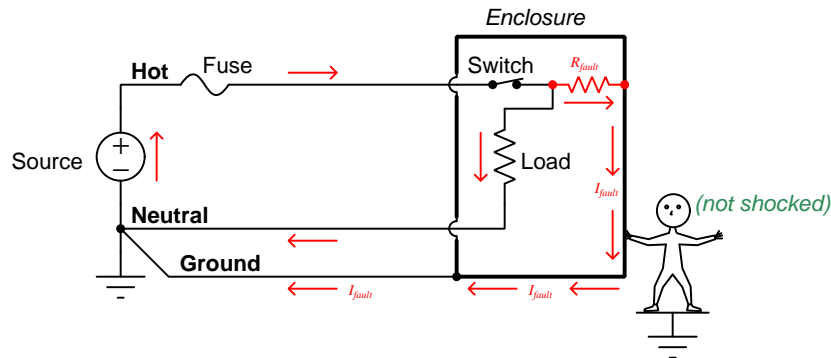 Enclosure
Hot
Fuse
Switch
R_fault
Source
+
−
Load
I_fault
(not shocked)
Neutral
Ground
I_fault
I_fault